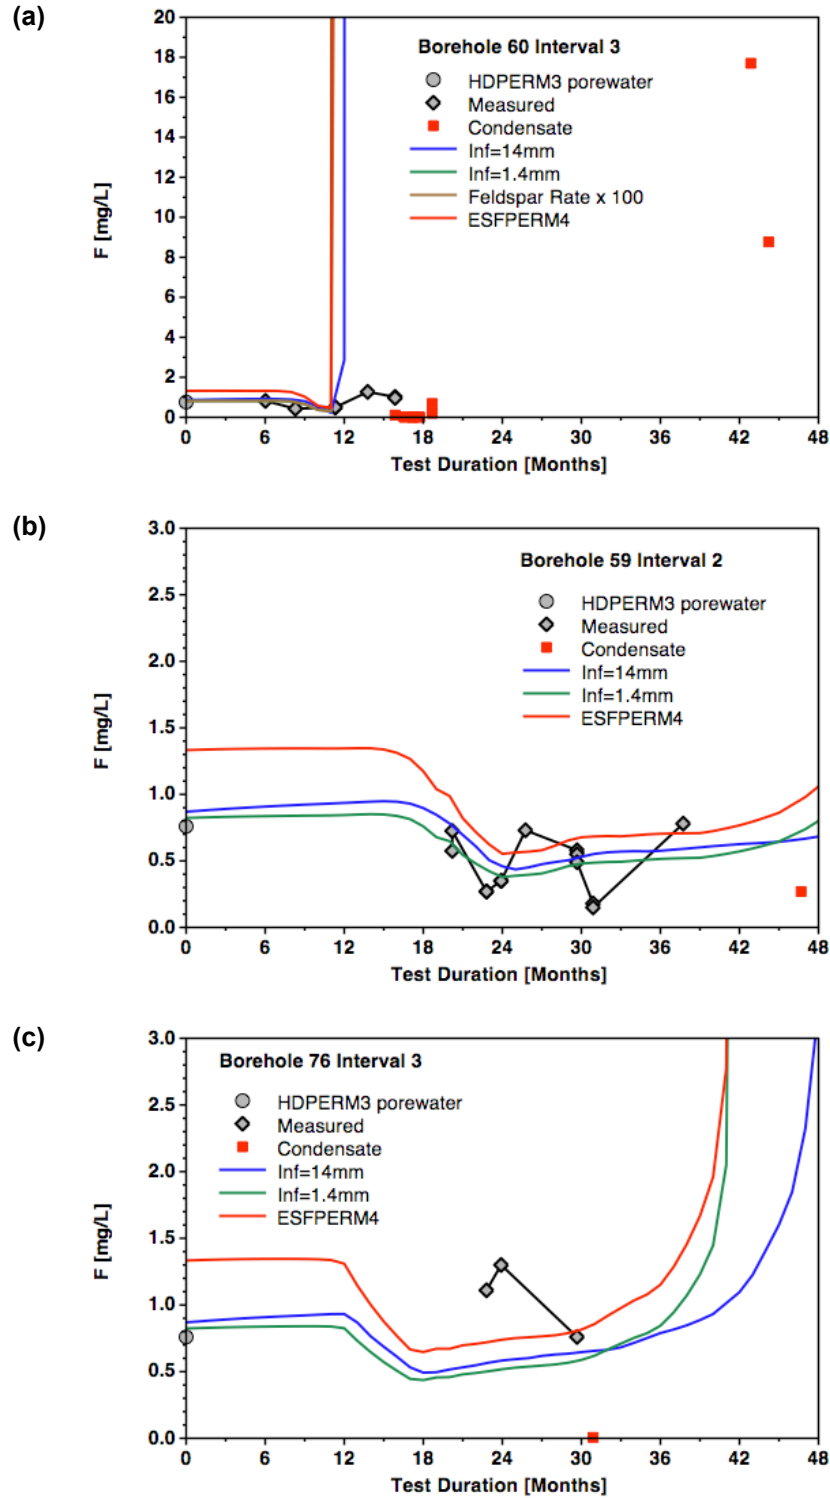 (a)
20
18
16
14
12
10
8
6
4
2
0
F [mg/L]
Borehole 60 Interval 3
HDPERM3 porewater
Measured
Condensate
Inf=14mm
Inf=1.4mm
Feldspar Rate x 100
ESFPERM4
0 6 12 18 24 30 36 42 48
Test Duration [Months]
(b)
3.0
2.5
2.0
1.5
1.0
0.5
0.0
F [mg/L]
Borehole 59 Interval 2
HDPERM3 porewater
Measured
Condensate
Inf=14mm
Inf=1.4mm
ESFPERM4
0 6 12 18 24 30 36 42 48
Test Duration [Months]
(c)
3.0
2.5
2.0
1.5
1.0
0.5
0.0
F [mg/L]
Borehole 76 Interval 3
HDPERM3 porewater
Measured
Condensate
Inf=14mm
Inf=1.4mm
ESFPERM4
0 6 12 18 24 30 36 42 48
Test Duration [Months]